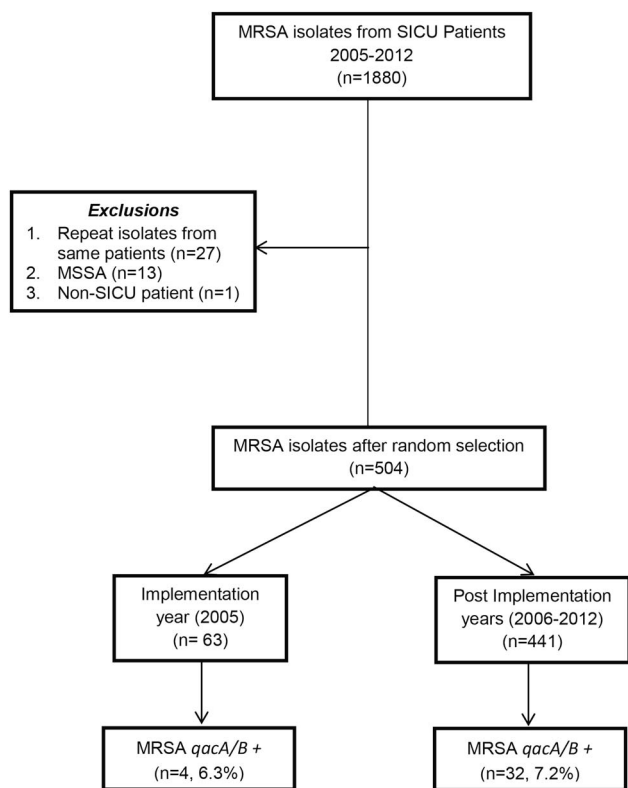 MRSA isolates from SICU Patients
2005-2012
(n=1880)
Exclusions
1. Repeat isolates from
same patients (n=27)
2. MSSA (n=13)
3. Non-SICU patient (n=1)
MRSA isolates after random selection
(n=504)
Implementation
year (2005)
(n= 63)
Post Implementation
years (2006-2012)
(n=441)
MRSA qacA/B +
(n=4, 6.3%)
MRSA qacA/B +
(n=32, 7.2%)